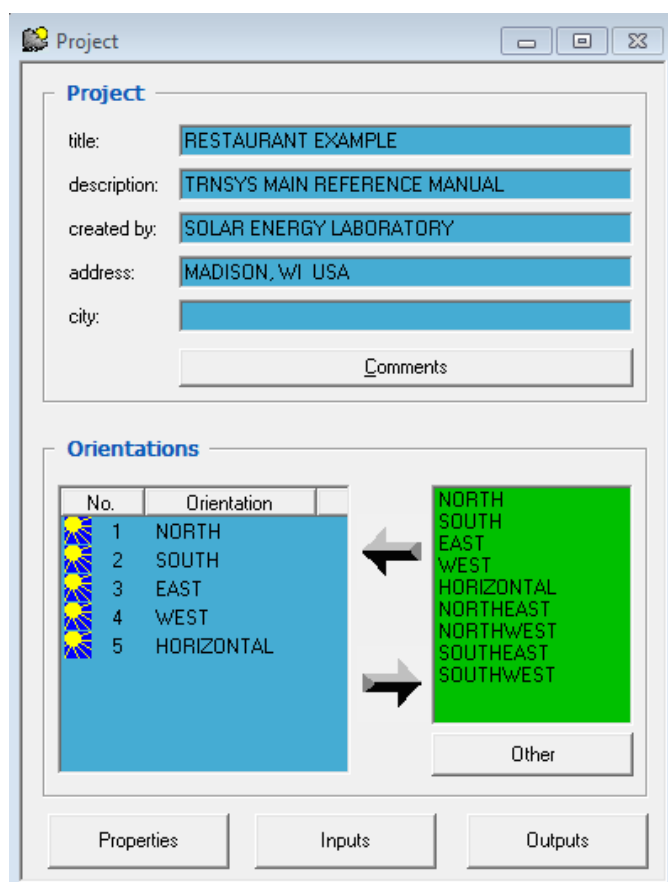 Project
Project
title: RESTAURANT EXAMPLE
description: TRNSYS MAIN REFERENCE MANUAL
created by: SOLAR ENERGY LABORATORY
address: MADISON, WI  USA
city:
Comments
Orientations
No. Orientation
1 NORTH
2 SOUTH
3 EAST
4 WEST
5 HORIZONTAL
NORTH
SOUTH
EAST
WEST
HORIZONTAL
NORTHEAST
NORTHWEST
SOUTHEAST
SOUTHWEST
Other
Properties Inputs Outputs